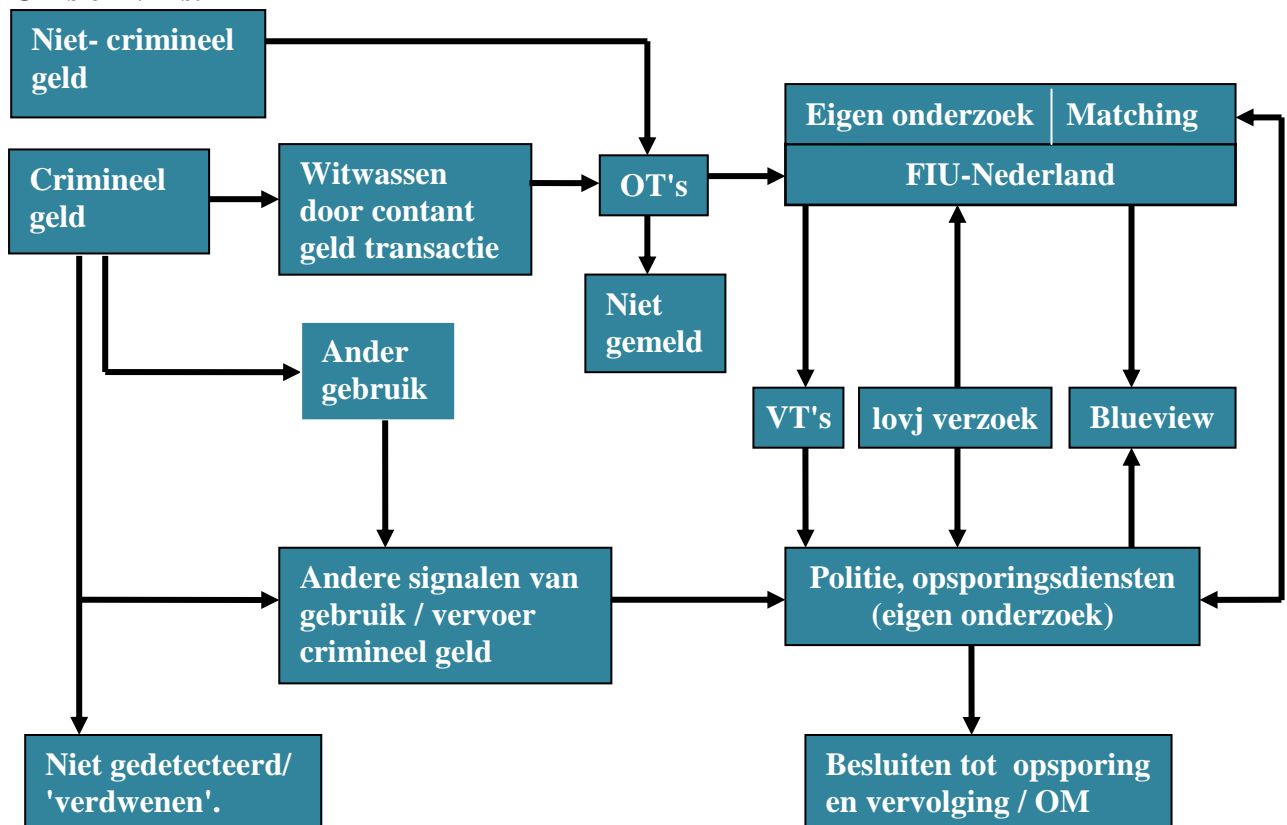 Niet- crimineel
geld
Eigen onderzoek
Matching
FIU-Nederland
Crimineel
geld
Witwassen
door contant
geld transactie
OT's
Niet
gemeld
Ander
gebruik
VT's
lovj verzoek
Blueview
Andere signalen van
gebruik / vervoer
crimineel geld
Politie, opsporingsdiensten
(eigen onderzoek)
Niet gedetecteerd/
'verdwenen'.
Besluiten tot opsporing
en vervolging / OM